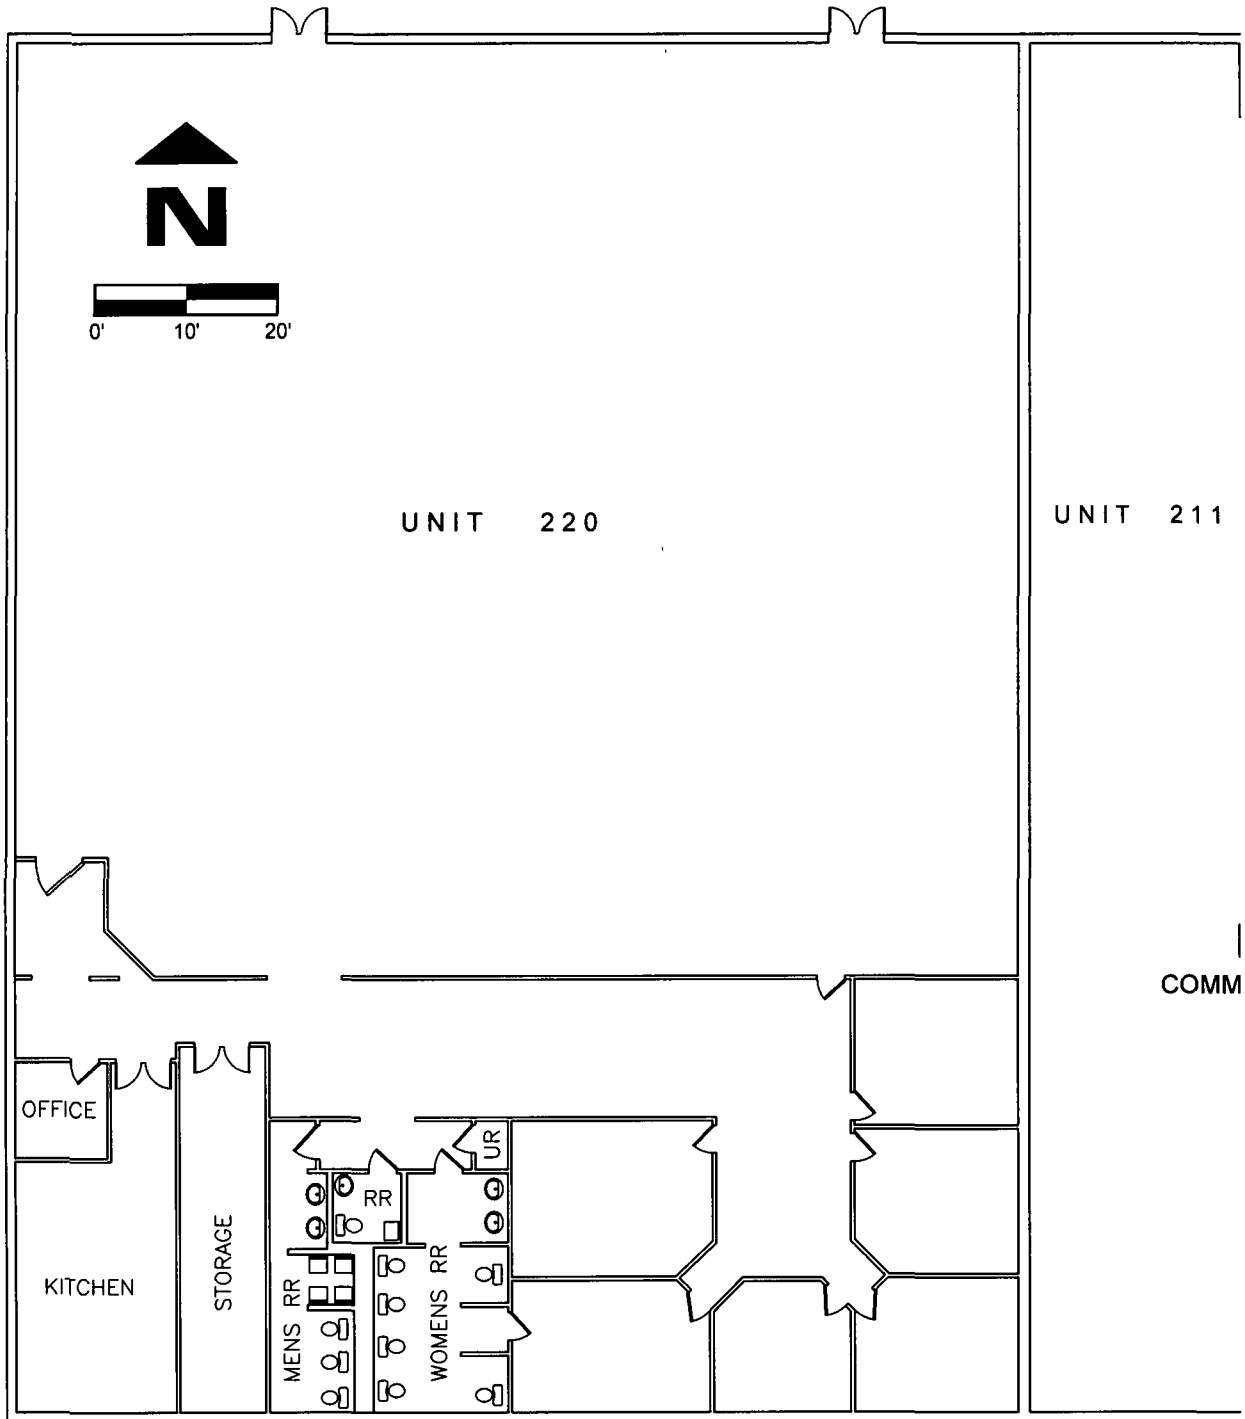 N
0' 10' 20'
UNIT 220
UNIT 211
COMM
OFFICE
UR
RR
KITCHEN
STORAGE
MENS RR
WOMENS RR